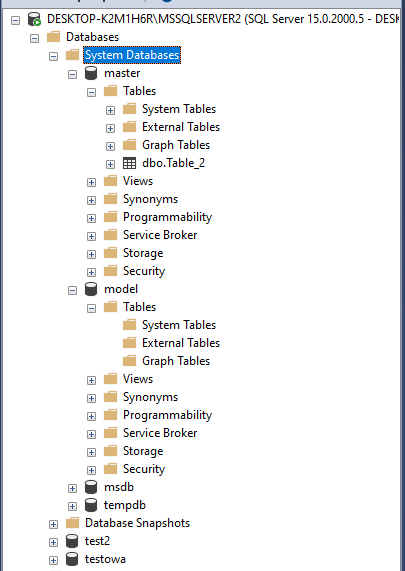 DESKTOP-K2M1H6R\MSSQLSERVER2 (SQL Server 15.0.2000.5 - DESK
Databases
System Databases
master
Tables
System Tables
External Tables
Graph Tables
dbo.Table_2
Views
Synonyms
Programmability
Service Broker
Storage
Security
model
Tables
System Tables
External Tables
Graph Tables
Views
Synonyms
Programmability
Service Broker
Storage
Security
msdb
tempdb
Database Snapshots
test2
testowa